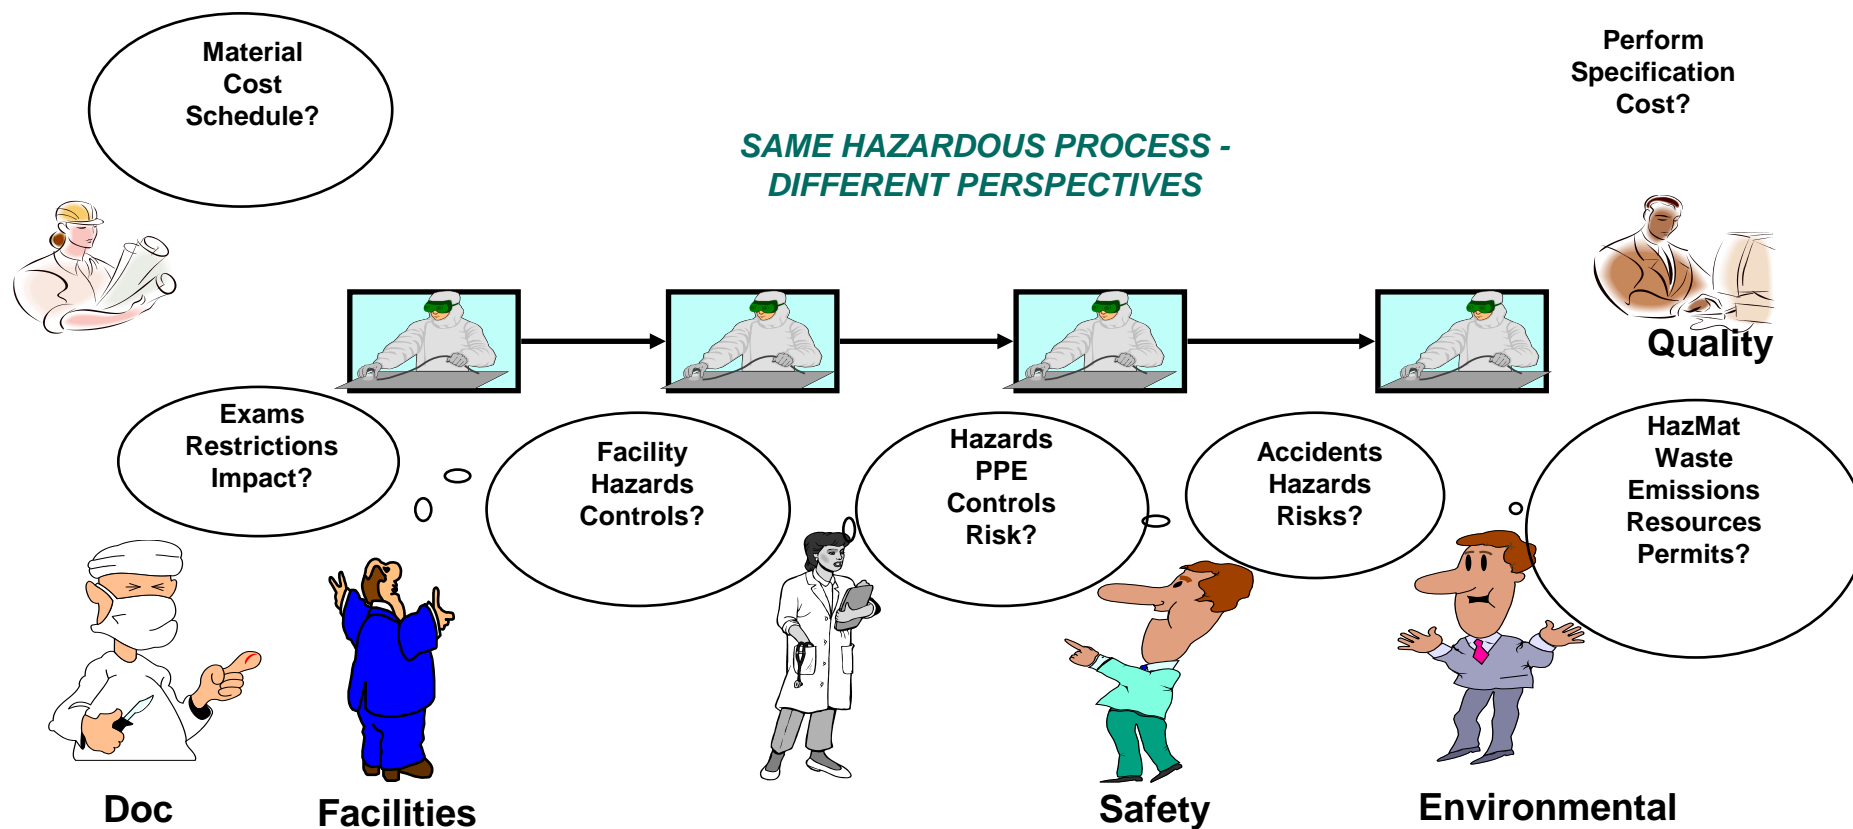 Material
Cost
Schedule?
Perform
Specification
Cost?
SAME HAZARDOUS PROCESS -
DIFFERENT PERSPECTIVES
Quality
Exams
Restrictions
Impact?
Facility
Hazards
Controls?
Hazards
PPE
Controls
Risk?
Accidents
Hazards
Risks?
HazMat
Waste
Emissions
Resources
Permits?
Doc
Facilities
Safety
Environmental